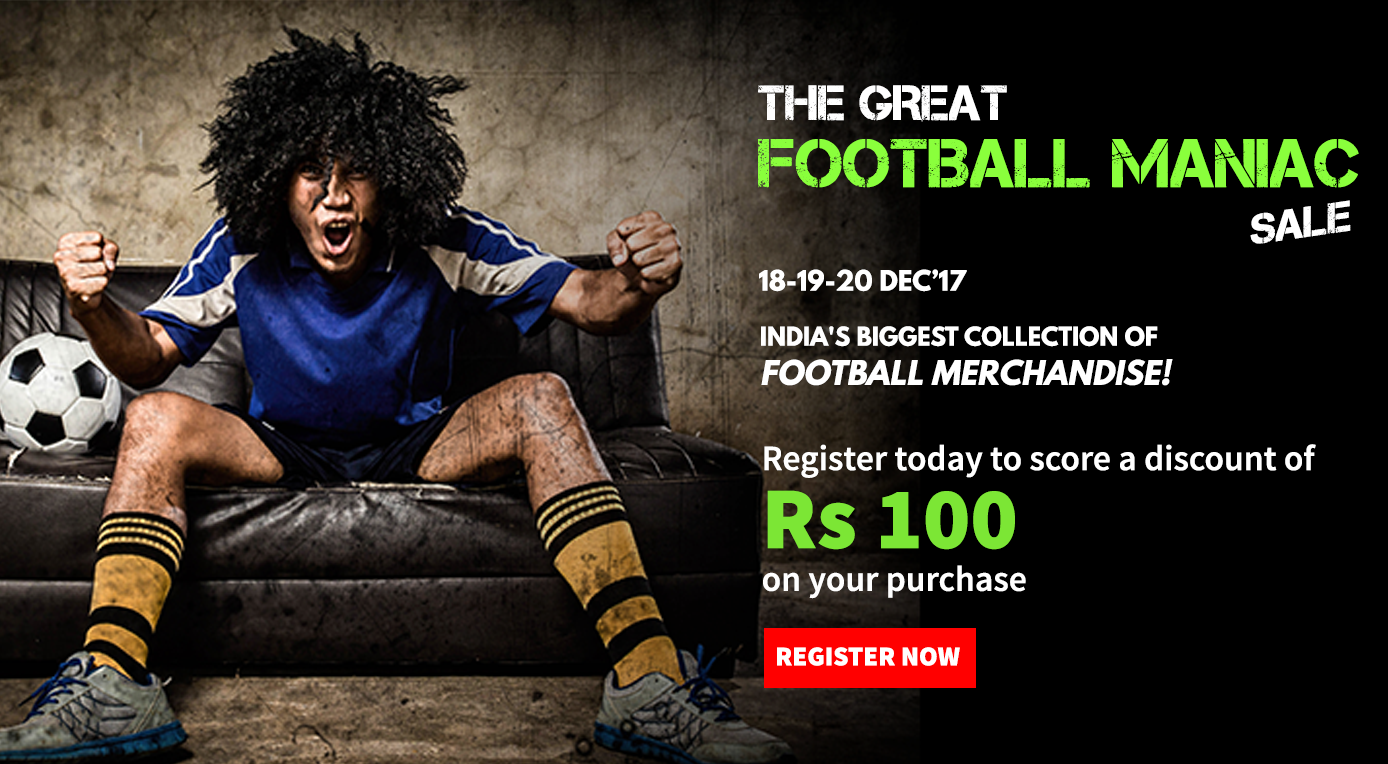 THE GREAT
FOOTBALL MANIAC
SALE
18-19-20 DEC'17
INDIA'S BIGGEST COLLECTION OF
FOOTBALL MERCHANDISE!
Register today to score a discount of
Rs 100
on your purchase
REGISTER NOW